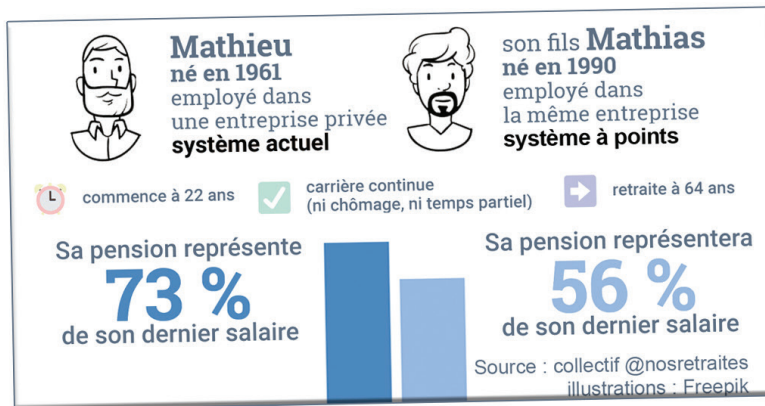 Mathieu
né en 1961
employé dans
une entreprise privée
système actuel
son fils Mathias
né en 1990
employé dans
la même entreprise
système à points
commence à 22 ans
carrière continue
(ni chômage, ni temps partiel)
retraite à 64 ans
Sa pension représente
73 %
de son dernier salaire
Sa pension représentera
56 %
de son dernier salaire
Source : collectif @nosretraites
illustrations : Freepik